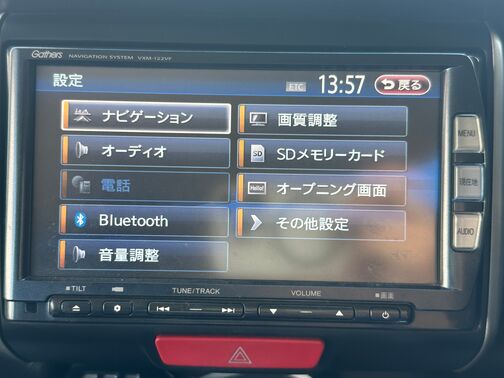 Gathers NAVIGATION SYSTEM VXM-122VF
設定
ETC 13:57 戻る
ナビゲーション
画質調整
オーディオ
SD SDメモリーカード
電話
Hello! オープニング画面
Bluetooth
その他設定
音量調整
MENU
現在地
AUDIO
TILT
TUNE/TRACK
VOLUME
画面